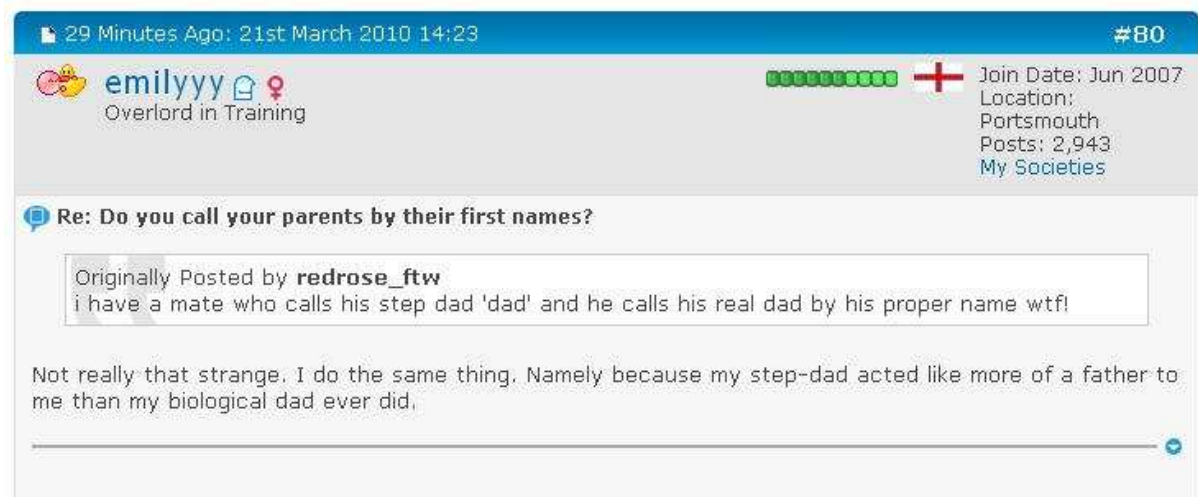 29 Minutes Ago: 21st March 2010 14:23 #80
emilyyy
Overlord in Training
Join Date: Jun 2007
Location:
Portsmouth
Posts: 2,943
My Societies
Re: Do you call your parents by their first names?
Originally Posted by redrose_ftw
i have a mate who calls his step dad 'dad' and he calls his real dad by his proper name wtf!
Not really that strange. I do the same thing. Namely because my step-dad acted like more of a father to
me than my biological dad ever did.